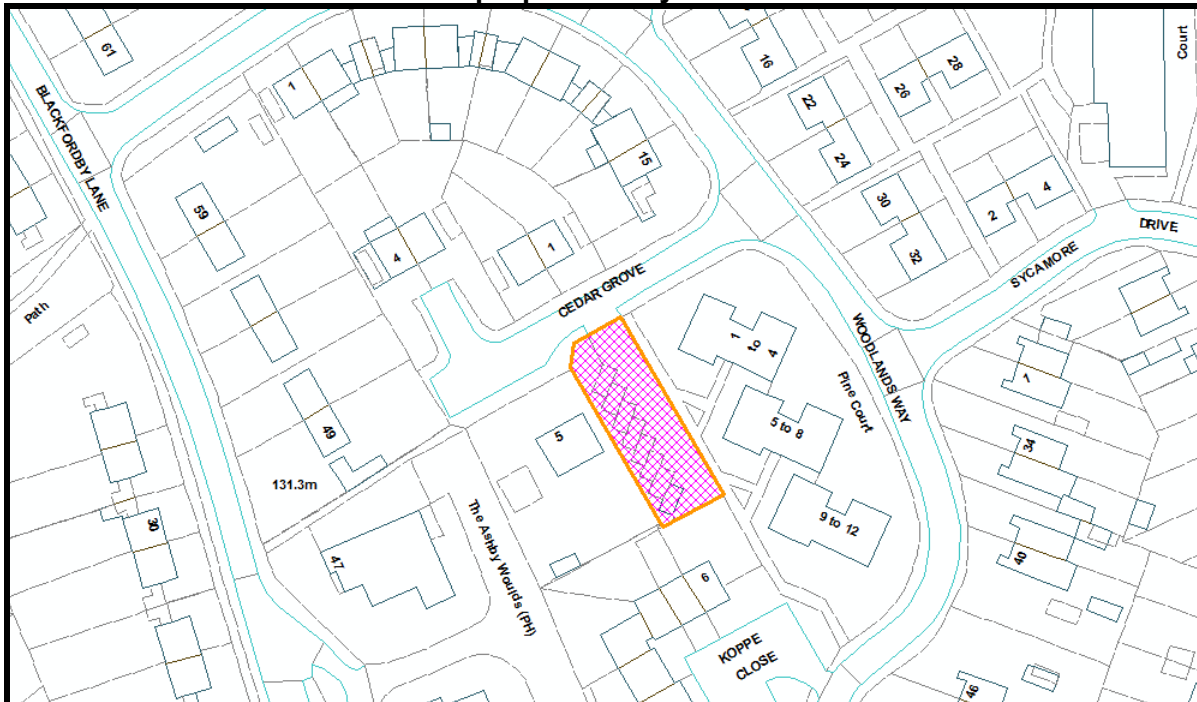 61
BLACKFORDBY LANE
1
16
28
26
22
24
Court
15
59
30
32
2
4
DRIVE
SYCAMORE
4
1
CEDAR GROVE
Path
1
to
4
WOODLANDS WAY
Pine Court
1
49
5
5 to 8
34
131.3m
30
The Ashby Woulds (PH)
9 to 12
40
47
6
KOPPE
CLOSE
46